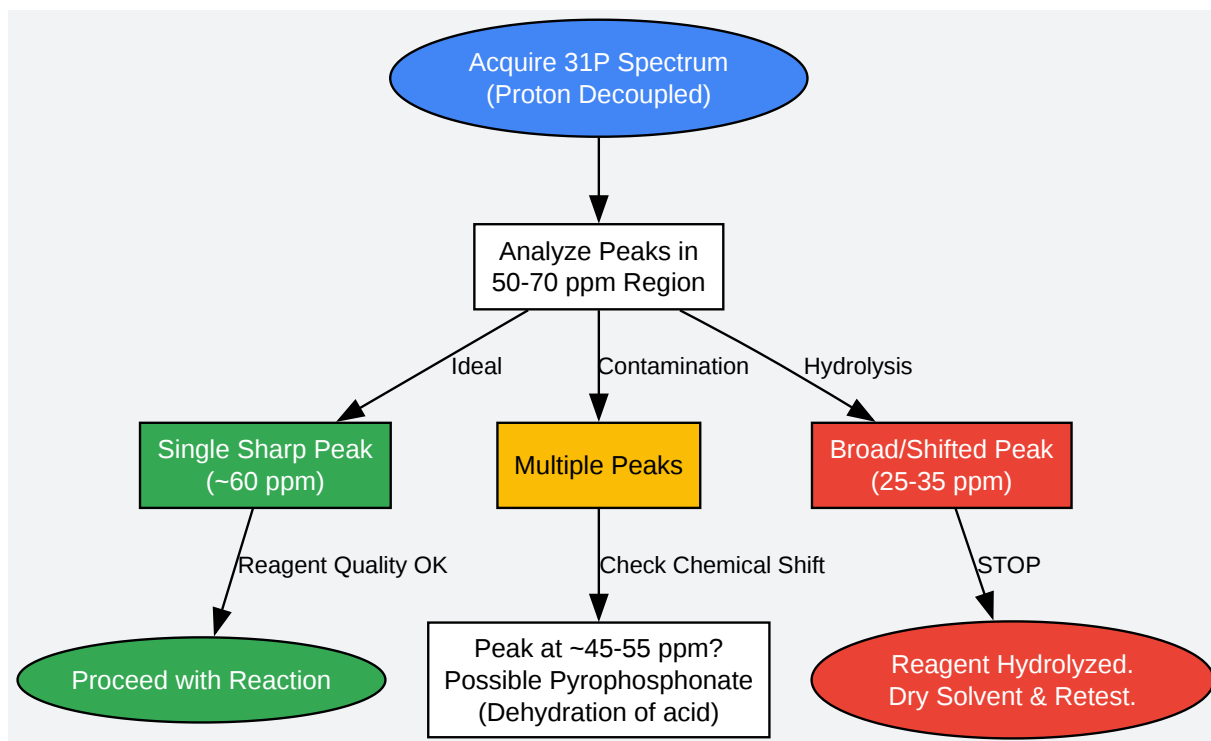 Acquire 31P Spectrum
(Proton Decoupled)
Analyze Peaks in
50-70 ppm Region
Ideal
Contamination
Hydrolysis
Single Sharp Peak
(~60 ppm)
Multiple Peaks
Broad/Shifted Peak
(25-35 ppm)
Reagent Quality OK
Check Chemical Shift
STOP
Proceed with Reaction
Peak at ~45-55 ppm?
Possible Pyrophosphonate
(Dehydration of acid)
Reagent Hydrolyzed.
Dry Solvent & Retest.